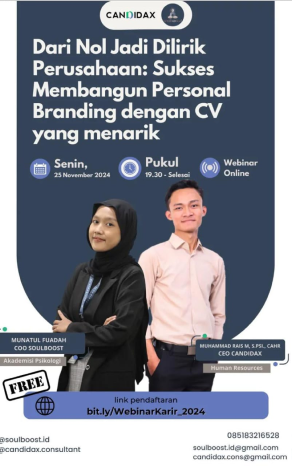 CANDIDAX
Dari Nol Jadi Dilirik
Perusahaan: Sukses
Membangun Personal
Branding dengan CV
yang menarik
Senin,
25 November 2024
Pukul
19.30 - Selesai
Webinar
Online
MUNATUL FUADAH
COO SOULBOOST
Akademisi Psikologi
MUHAMMAD RAIS M, S.PSI., CAHR
CEO CANDIDAX
Human Resources
FREE
link pendaftaran
bit.ly/WebinarKarir_2024
@soulboost.id
@candidax.consultant
085183216528
soulboost.id@gmail.com
candidax.cons@gmail.com